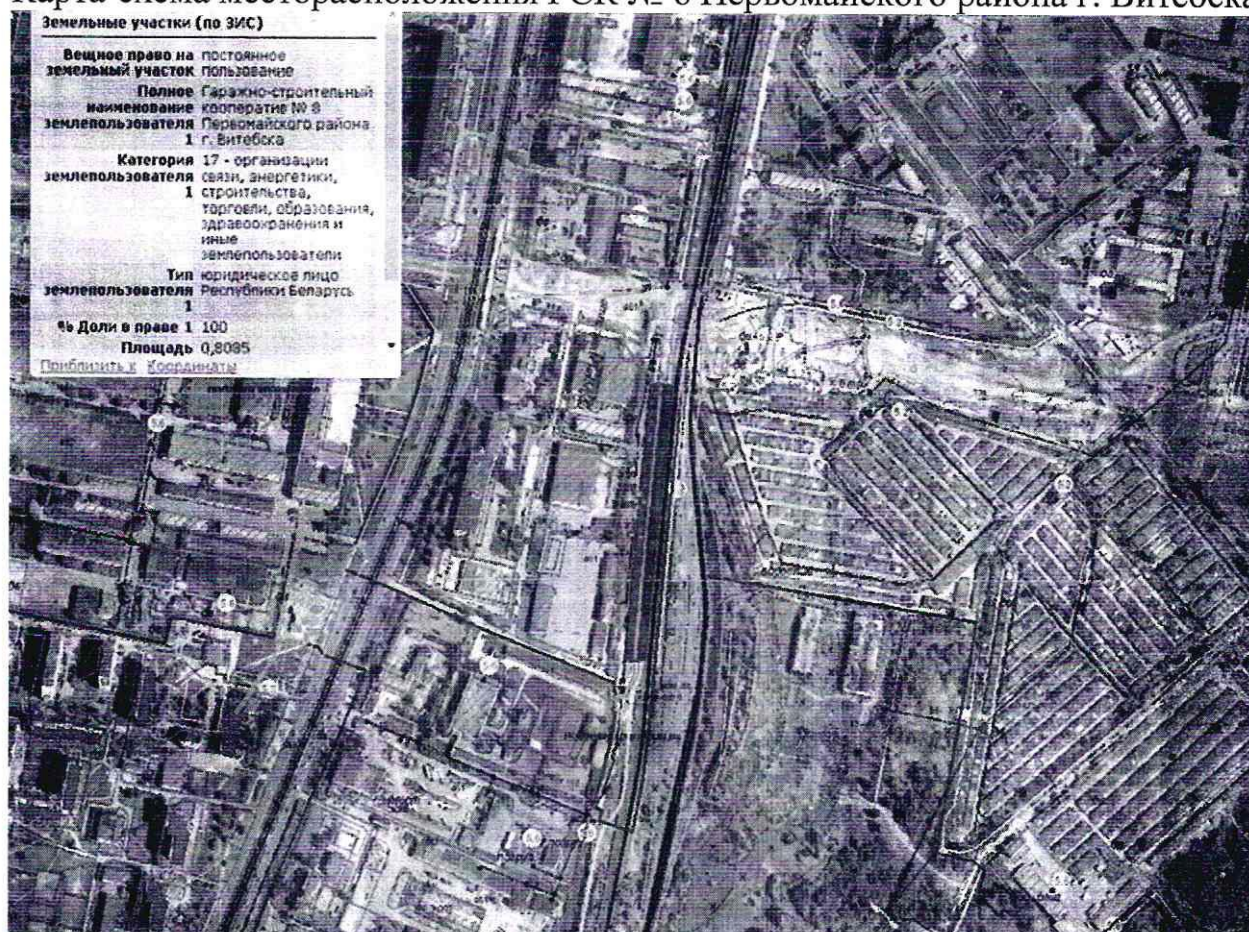 Карта-схема месторасположения ГСК № 8 Первомайского района г. Витебска
Земельные участки (по ЗИС)
Вещное право на постоянное
земельный участок пользование
Полное Гаражно-строительный
наименование кооператив № 8
землепользователя Первомайского района
1 г. Витебска
Категория 17 - организации
землепользователя связи, энергетики,
1 строительства,
торговли, образования,
здравоохранения и
иные
землепользователи
Тип юридическое лицо
землепользователя Республики Беларусь
1
% Доли в праве 1 100
Площадь 0,8085
Приблизить к Координаты